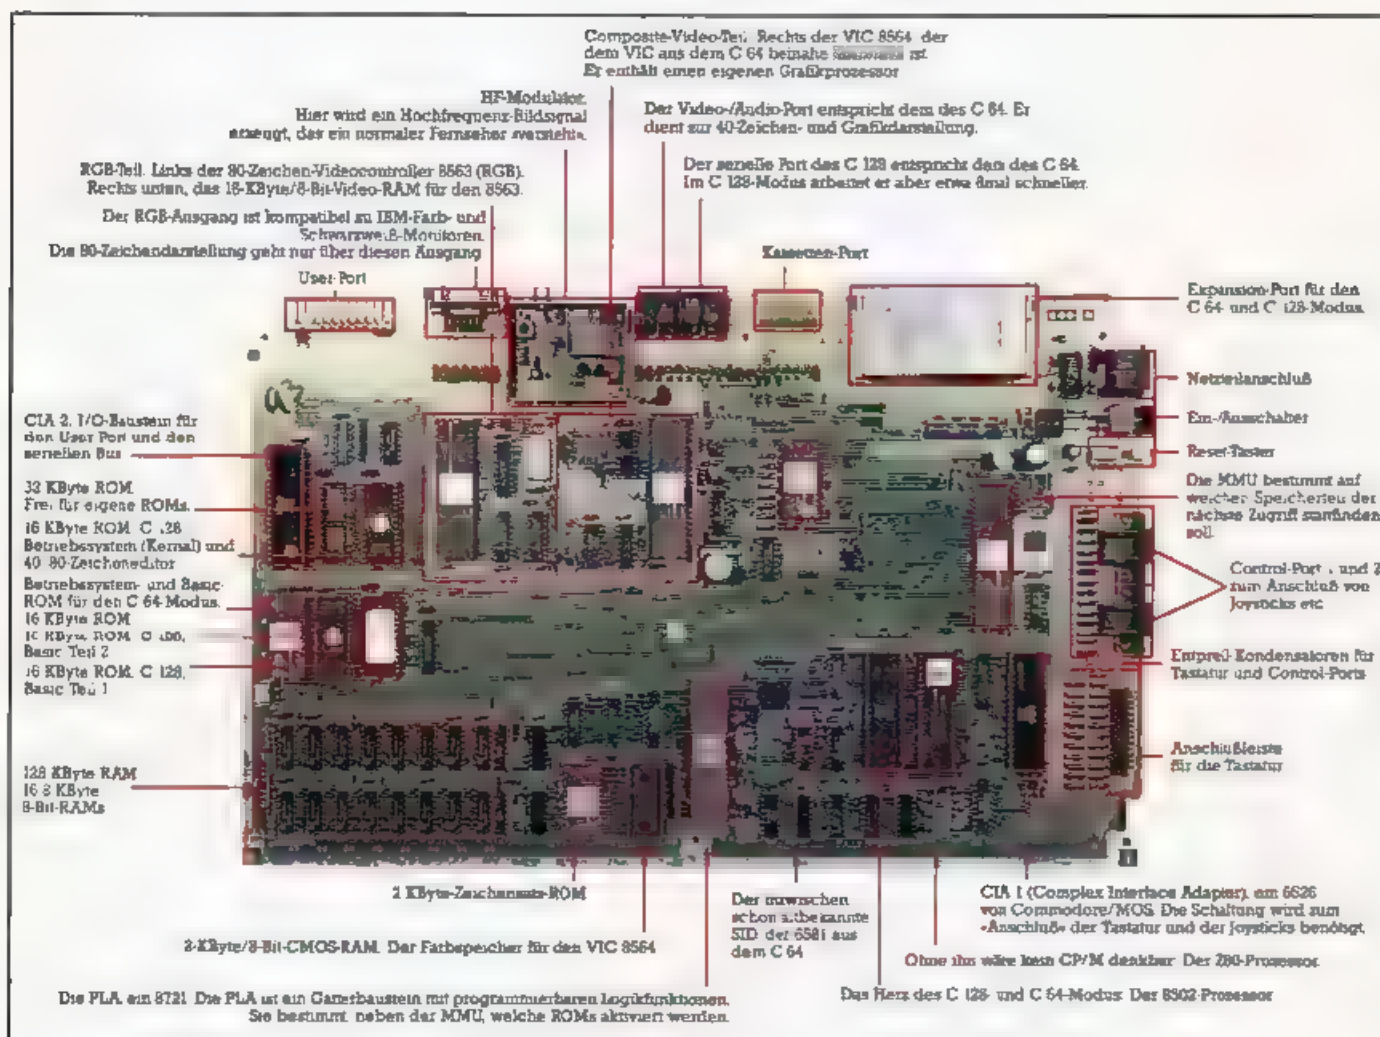 Composite-Video-Teil. Rechts der VIC 8564, der
dem VIC aus dem C 64 beinahe ist
Er enthält einen eigenen Grafikprozessor
HF-Modulator.
Hier wird ein Hochfrequenz-Bildsignal
erzeugt, das ein normaler Fernseher »versteht«.
Der Video-/Audio-Port entspricht dem des C 64. Er
dient zur 40-Zeichen- und Grafikdarstellung.
RGB-Teil. Links der 80-Zeichen-Videocontroller 8563 (RGB).
Rechts unten, das 16-KByte/8-Bit-Video-RAM für den 8563.
Der serielle Port des C 128 entspricht dem des C 64.
Im C 128-Modus arbeitet er aber etwa schneller.
Der RGB-Ausgang ist kompatibel zu IBM-Farb- und
Schwarzweiß-Monitoren.
Die 80-Zeichendarstellung geht nur über diesen Ausgang
User-Port
Kassetten-Port
Expansion-Port für den
C 64- und C 128-Modus.
Netzteilanschluß
Ein-/Ausschalter
Reset-Taster
CIA 2. I/O-Baustein für
den User Port und den
seriellen Bus
32 KByte ROM.
Frei für eigene ROMs.
16 KByte ROM. C 128
Betriebssystem (Kernal) und
40/80-Zeicheneditor
Betriebssystem- und Basic-
ROM für den C 64-Modus.
16 KByte ROM
16 KByte ROM. C 128,
Basic Teil 2
16 KByte ROM. C 128,
Basic Teil 1
128 KByte RAM
16 8 KByte
8-Bit-RAMs
Die MMU bestimmt auf
welchen Speicherteil der
nächste Zugriff stattfinden
soll.
Control-Port 1 und 2
zum Anschluß von
Joysticks etc
Entprell-Kondensatoren für
Tastatur und Control-Ports
Anschlußleiste
für die Tastatur
2 KByte-Zeichensatz-ROM
2-KByte/8-Bit-CMOS-RAM. Der Farbspeicher für den VIC 8564
Die PLA, ein 8721. Die PLA ist ein Gatterbaustein mit programmierbaren Logikfunktionen.
Sie bestimmt, neben der MMU, welche ROMs aktiviert werden.
Der inzwischen
schon altbekannte
SID, der 6581 aus
dem C 64
CIA 1 (Complex Interface Adapter), ein 6526
von Commodore/MOS. Die Schaltung wird zum
»Anschluß« der Tastatur und der Joysticks benötigt.
Ohne ihn wäre kein CP/M denkbar: Der Z80-Prozessor
Das Herz des C 128- und C 64-Modus: Der 8502-Prozessor